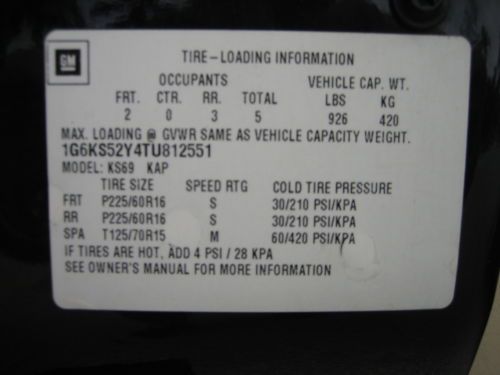 GM
TIRE-LOADING INFORMATION
OCCUPANTS VEHICLE CAP. WT.
FRT. CTR. RR. TOTAL LBS KG
2 0 3 5 926 420
MAX. LOADING @ GVWR SAME AS VEHICLE CAPACITY WEIGHT.
1G6KS52Y4TU812551
MODEL: KS69 KAP
TIRE SIZE SPEED RTG COLD TIRE PRESSURE
FRT P225/60R16 S 30/210 PSI/KPA
RR P225/60R16 S 30/210 PSI/KPA
SPA T125/70R15 M 60/420 PSI/KPA
IF TIRES ARE HOT, ADD 4 PSI / 28 KPA
SEE OWNER'S MANUAL FOR MORE INFORMATION